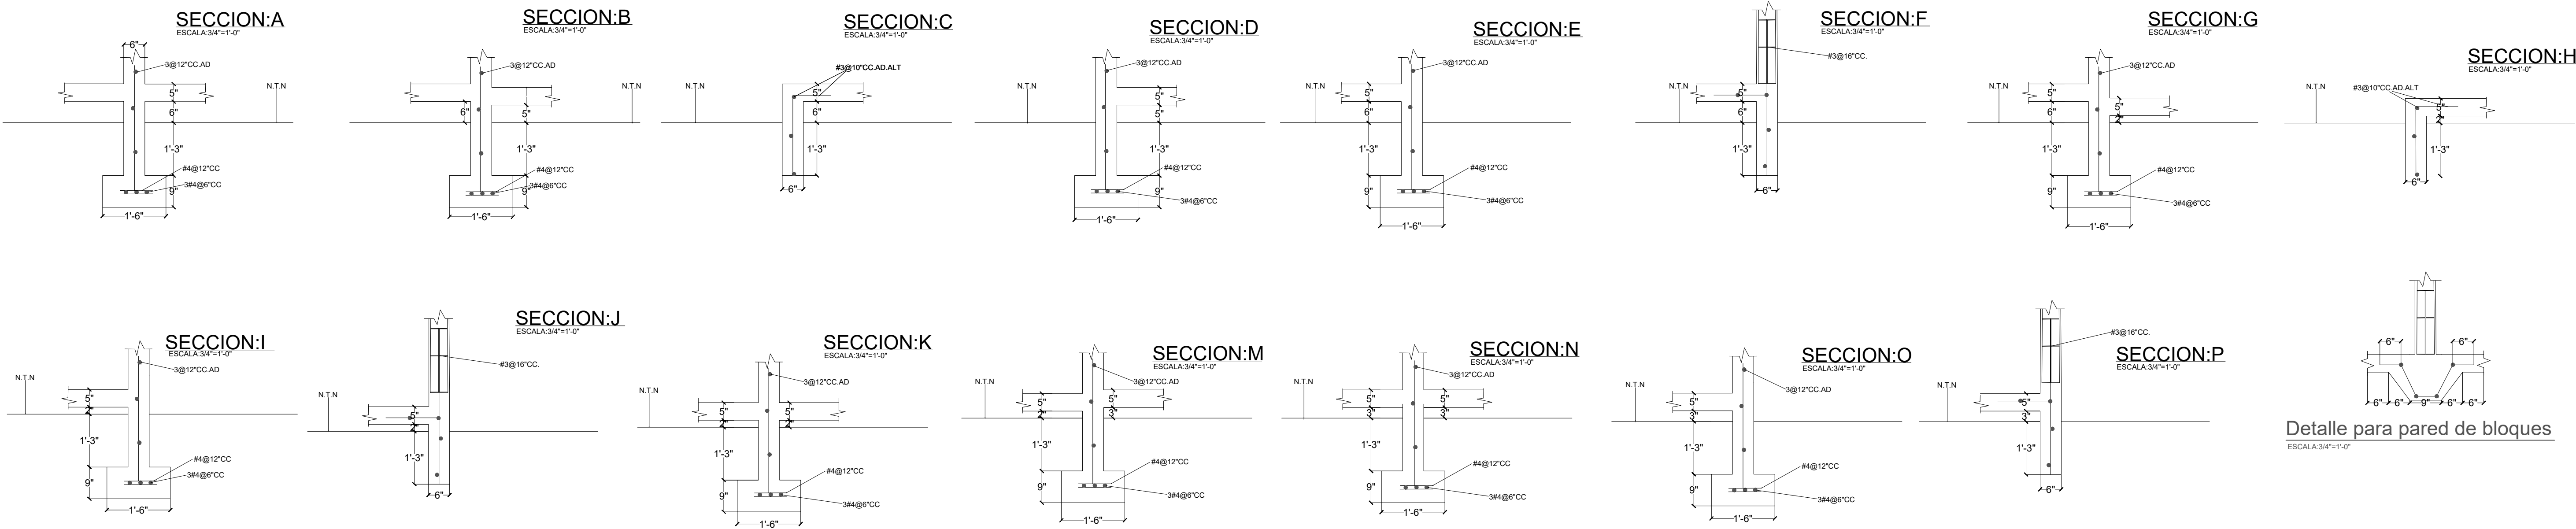 SECCION:A
ESCALA:3/4"=1'-0"
6"
3@12"CC.AD
N.T.N
5"
6"
1'-3"
#4@12"CC
3#4@6"CC
9"
1'-6"
SECCION:B
ESCALA:3/4"=1'-0"
3@12"CC.AD
N.T.N
6"
5"
1'-3"
#4@12"CC
3#4@6"CC
9"
1'-6"
SECCION:C
ESCALA:3/4"=1'-0"
#3@10"CC.AD.ALT
N.T.N
5"
6"
1'-3"
6"
SECCION:D
ESCALA:3/4"=1'-0"
3@12"CC.AD
N.T.N
5"
5"
1'-3"
#4@12"CC
9"
3#4@6"CC
1'-6"
SECCION:E
ESCALA:3/4"=1'-0"
3@12"CC.AD
N.T.N
5"
6"
1'-3"
#4@12"CC
9"
3#4@6"CC
1'-6"
SECCION:F
ESCALA:3/4"=1'-0"
#3@16"CC.
N.T.N
5"
6"
1'-3"
6"
SECCION:G
ESCALA:3/4"=1'-0"
3@12"CC.AD
N.T.N
5"
6"
5"
2"
1'-3"
#4@12"CC
9"
3#4@6"CC
1'-6"
SECCION:H
ESCALA:3/4"=1'-0"
#3@10"CC.AD.ALT
N.T.N
5"
2"
1'-3"
6"
SECCION:I
ESCALA:3/4"=1'-0"
3@12"CC.AD
N.T.N
5"
2"
1'-3"
#4@12"CC
3#4@6"CC
9"
1'-6"
SECCION:J
ESCALA:3/4"=1'-0"
#3@16"CC.
N.T.N
5"
2"
1'-3"
6"
SECCION:K
ESCALA:3/4"=1'-0"
3@12"CC.AD
N.T.N
5"
5"
2"
2"
1'-3"
#4@12"CC
9"
3#4@6"CC
1'-6"
SECCION:M
ESCALA:3/4"=1'-0"
3@12"CC.AD
N.T.N
5"
5"
2"
3"
1'-3"
#4@12"CC
9"
3#4@6"CC
1'-6"
SECCION:N
ESCALA:3/4"=1'-0"
3@12"CC.AD
N.T.N
5"
5"
3"
3"
1'-3"
#4@12"CC
9"
3#4@6"CC
1'-6"
SECCION:O
ESCALA:3/4"=1'-0"
3@12"CC.AD
N.T.N
5"
3"
1'-3"
#4@12"CC
9"
3#4@6"CC
1'-6"
SECCION:P
ESCALA:3/4"=1'-0"
#3@16"CC.
N.T.N
5"
3"
1'-3"
6"
6"
6"
6"
6"
9"
6"
6"
Detalle para pared de bloques
ESCALA:3/4"=1'-0"